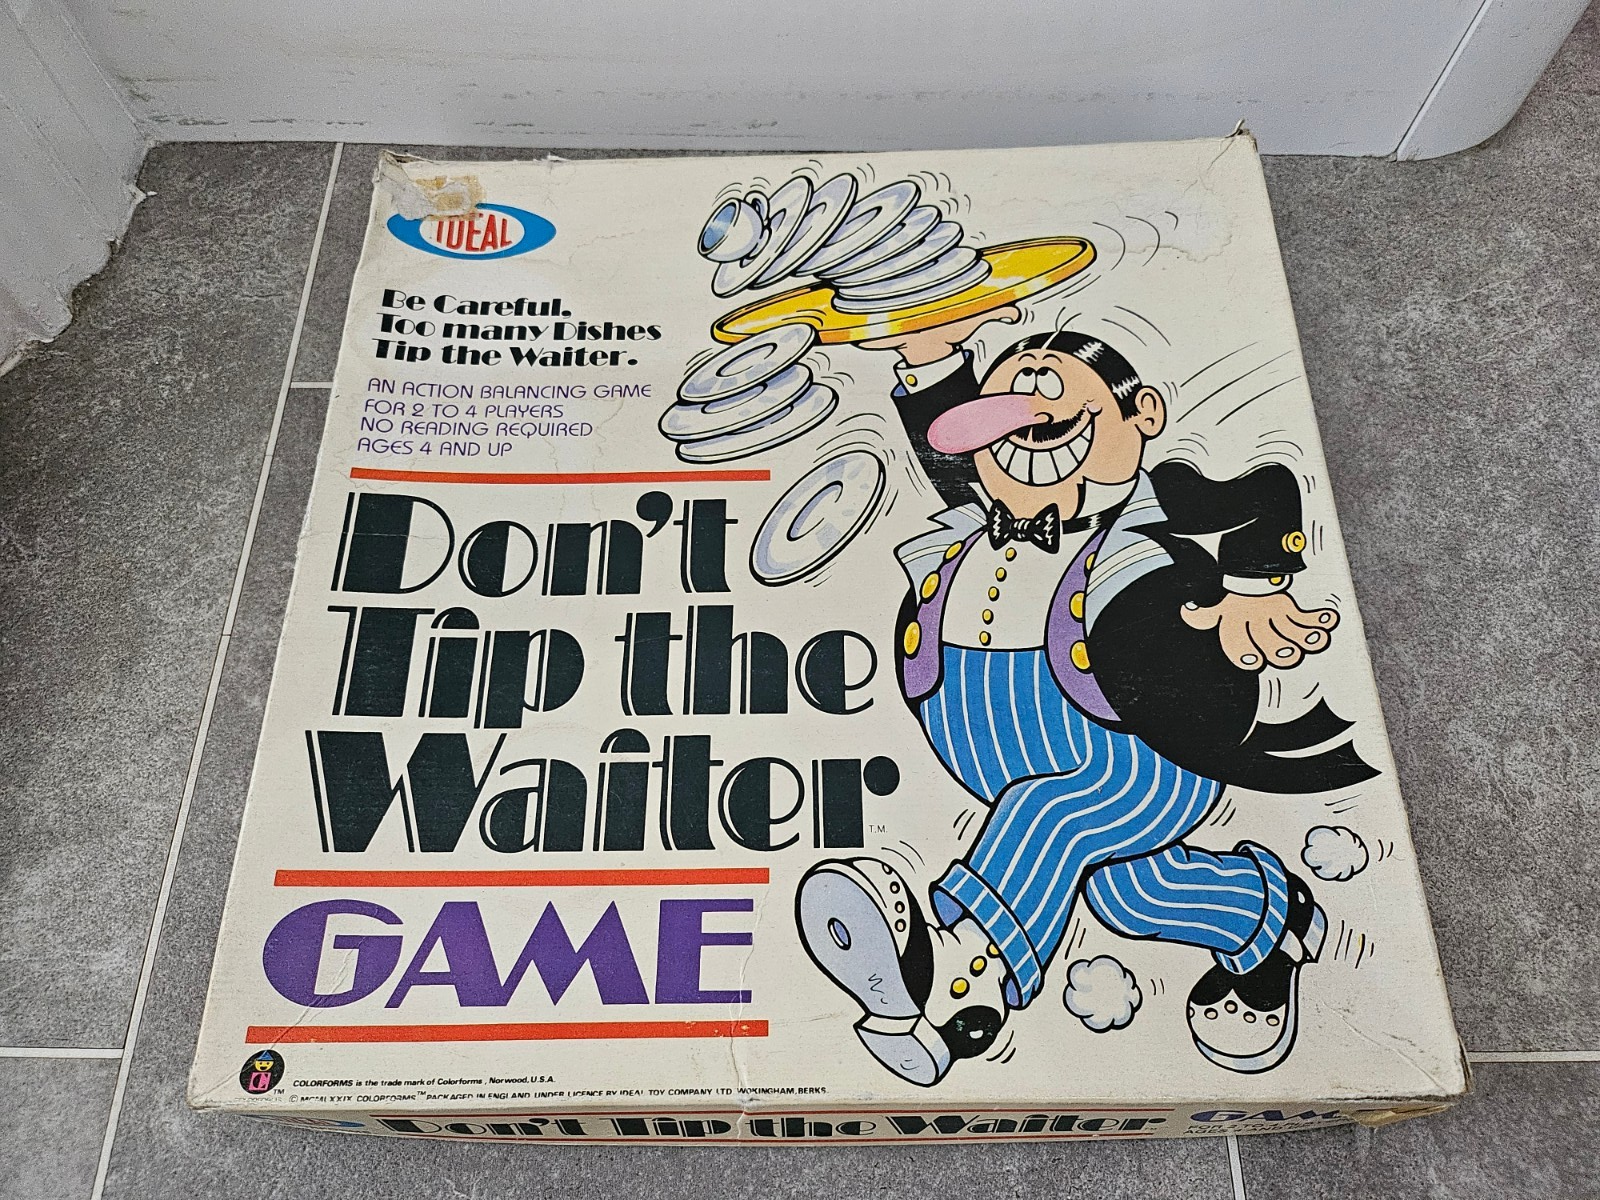 IDEAL
Be Careful.
Too many Dishes
Tip the Waiter.
AN ACTION BALANCING GAME
FOR 2 TO 4 PLAYERS
NO READING REQUIRED
AGES 4 AND UP
Don't
Tip the
Waiter
T.M.
GAME
C
TM
COLORFORMS is the trade mark of Colorforms, Norwood, U.S.A.
© MCMLXXIX COLORFORMS™ PACKAGED IN ENGLAND UNDER LICENCE BY IDEAL TOY COMPANY LTD WOKINGHAM, BERKS.
Don't Tip the Waiter GAME